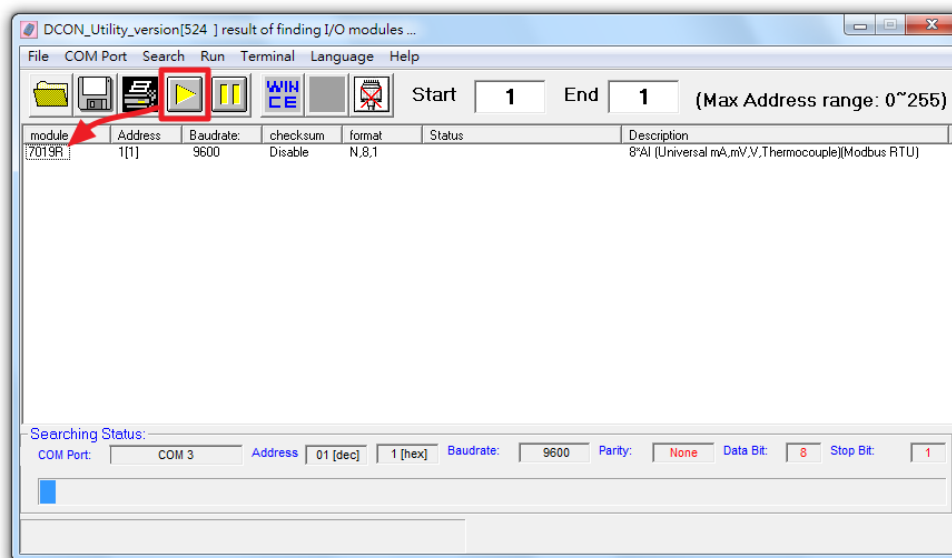 DCON_Utility_version[524 ] result of finding I/O modules ...
File COM Port Search Run Terminal Language Help
WIN CE Start 1 End 1 (Max Address range: 0~255)
module Address Baudrate: checksum format Status Description
7019R 1[1] 9600 Disable N,8,1 8*AI (Universal mA,mV,V,Thermocouple)(Modbus RTU)
Searching Status:
COM Port: COM 3 Address 01 [dec] 1 [hex] Baudrate: 9600 Parity: None Data Bit: 8 Stop Bit: 1